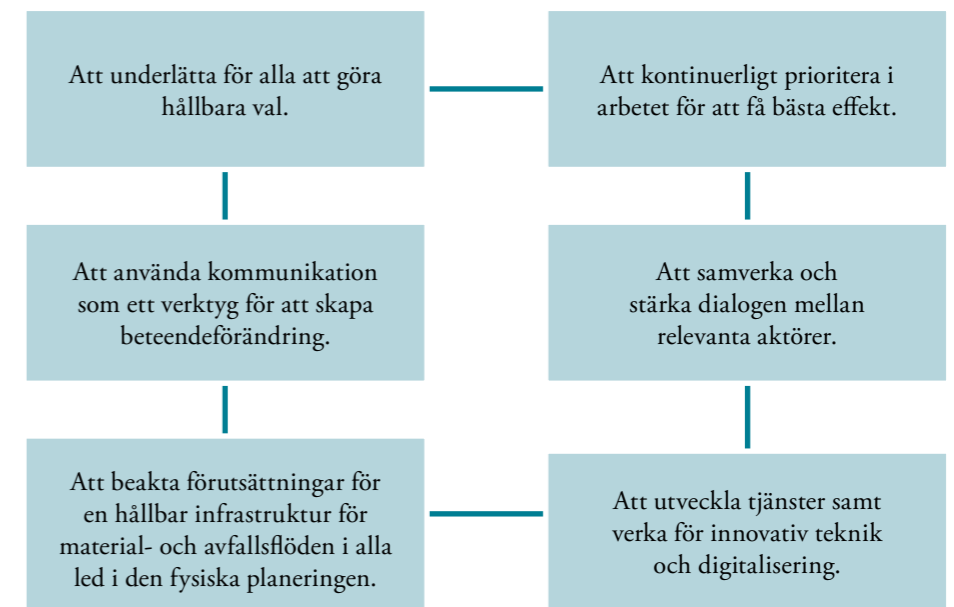 Att underlätta för alla att göra
hållbara val.
Att kontinuerligt prioritera i
arbetet för att få bästa effekt.
Att använda kommunikation
som ett verktyg för att skapa
beteendeförändring.
Att samverka och
stärka dialogen mellan
relevanta aktörer.
Att beakta förutsättningar för
en hållbar infrastruktur för
material- och avfallsflöden i alla
led i den fysiska planeringen.
Att utveckla tjänster samt
verka för innovativ teknik
och digitalisering.